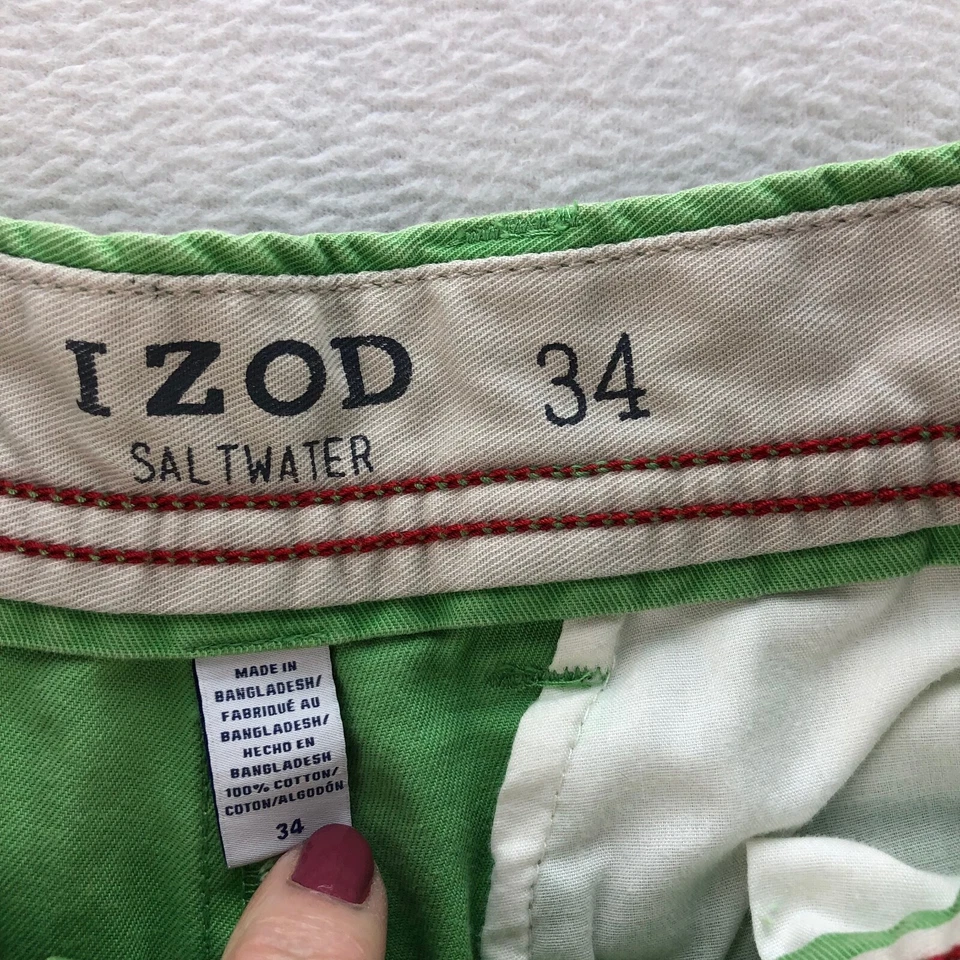 IZOD 34
SALTWATER
MADE IN
BANGLADESH/
FABRIQUÉ AU
BANGLADESH/
HECHO EN
BANGLADESH
100% COTTON/
COTON/ALGODÓN
34